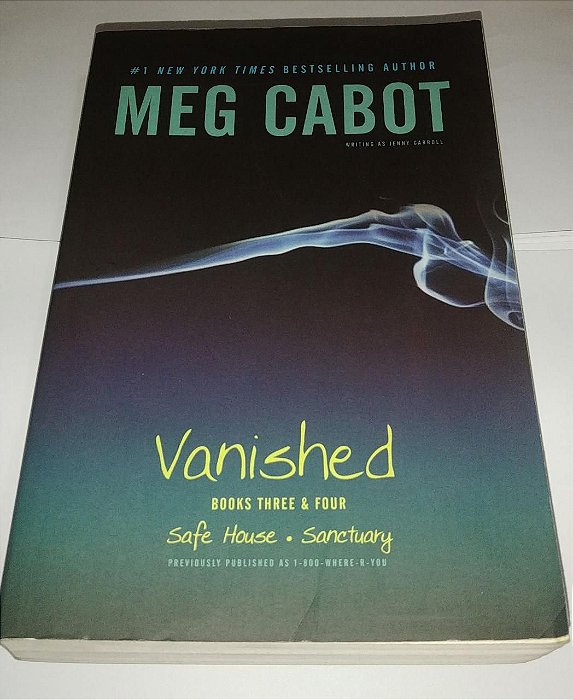 #1 NEW YORK TIMES BESTSELLING AUTHOR
MEG CABOT
WRITING AS JENNY CARROLL
Vanished
BOOKS THREE & FOUR
Safe House • Sanctuary
PREVIOUSLY PUBLISHED AS 1-800-WHERE-R-YOU